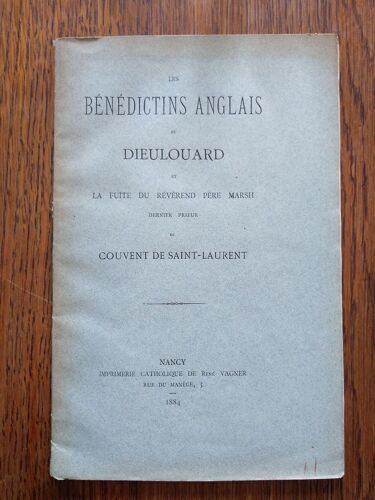 LES
BÉNÉDICTINS ANGLAIS
DE
DIEULOUARD
ET
LA FUITE DU RÉVÉREND PÈRE MARSH
DERNIER PRIEUR
DU
COUVENT DE SAINT-LAURENT
NANCY
IMPRIMERIE CATHOLIQUE DE RENÉ VAGNER
RUE DU MANÈGE, 3
1884